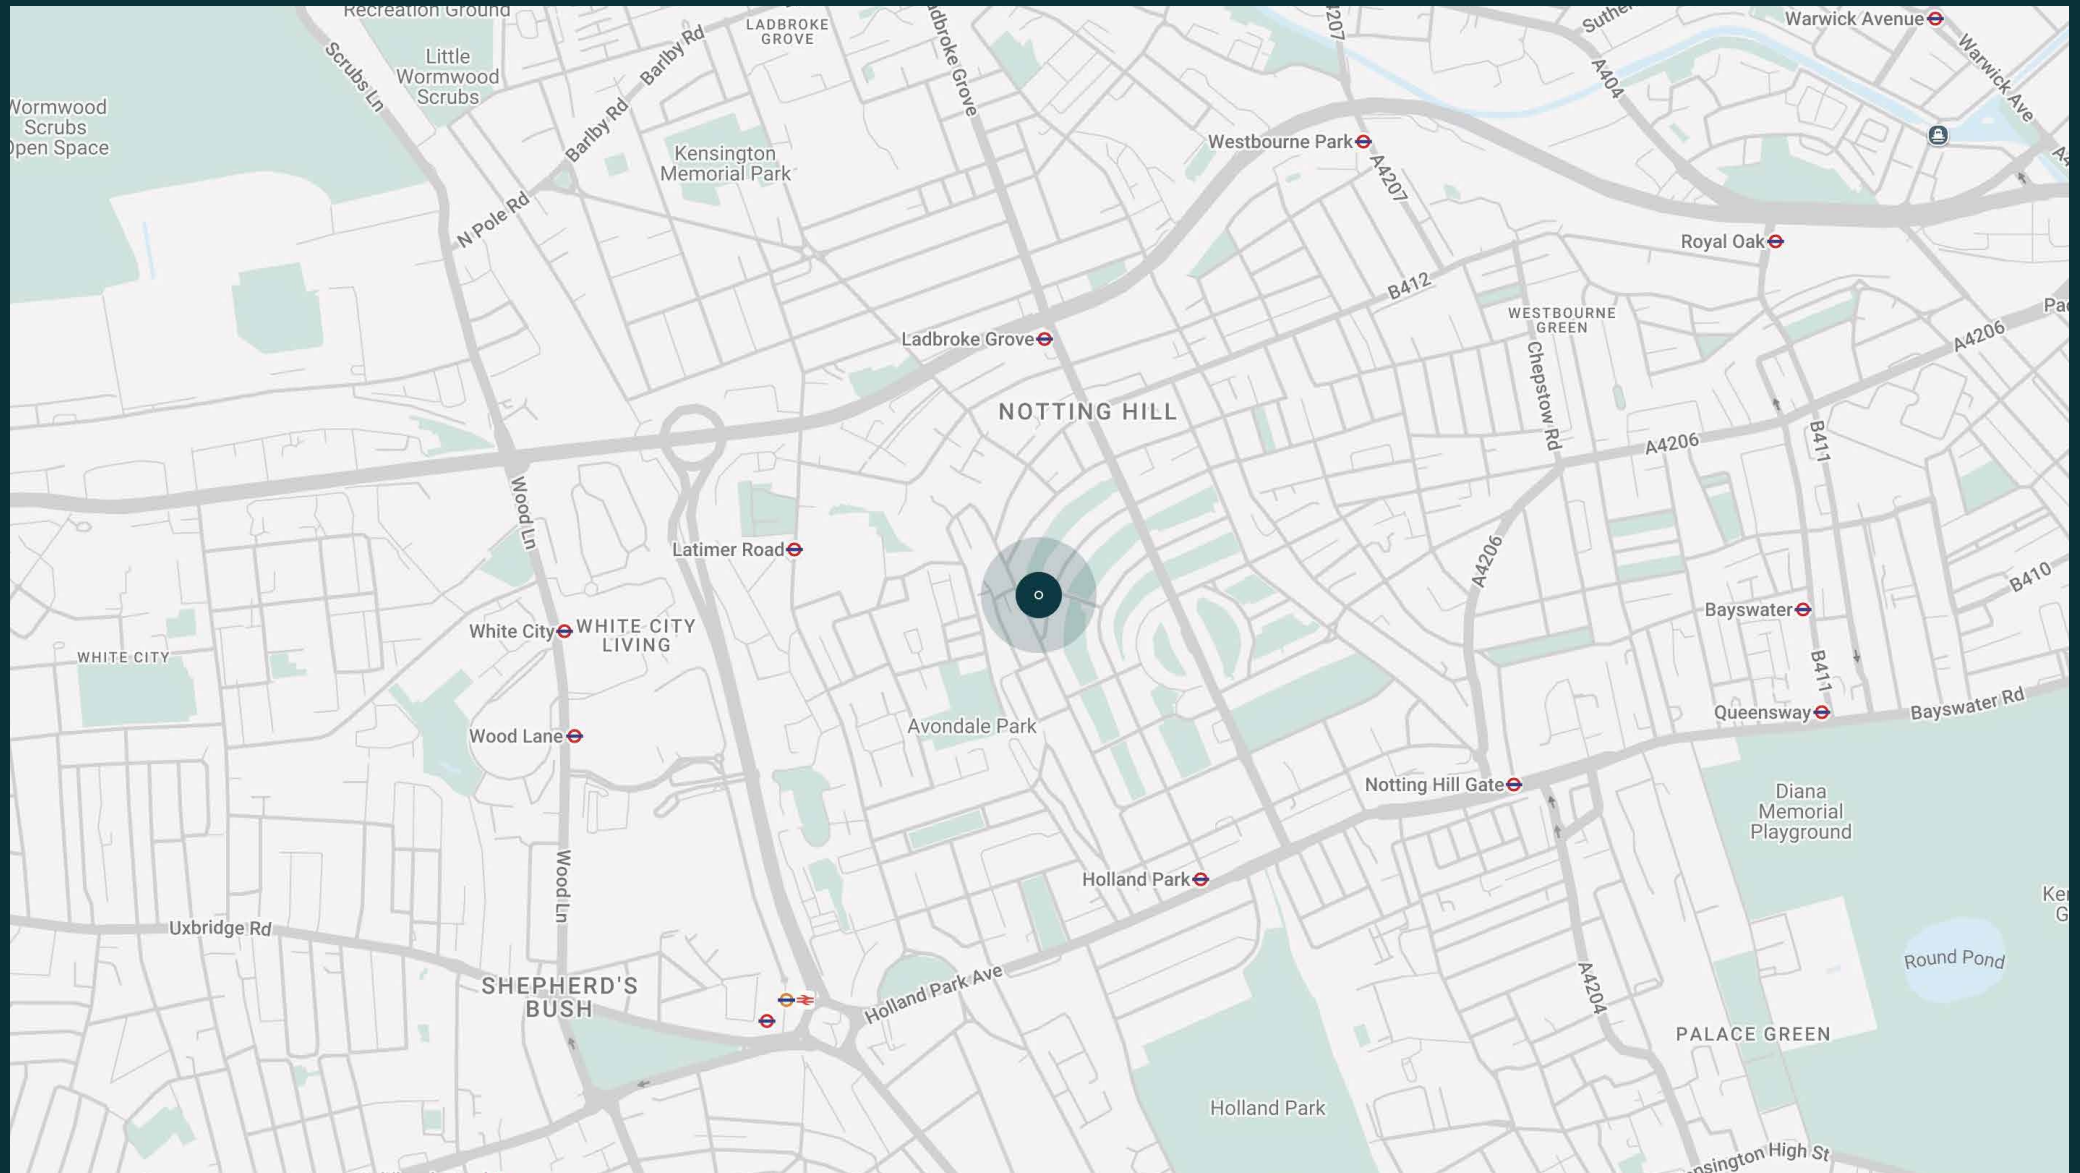 Recreation Ground
Little
Wormwood
Scrubs
Scrubs Ln
Wormwood
Scrubs
Open Space
Barlby Rd
Barlby Rd
N Pole Rd
LADBROKE
GROVE
Ladbroke Grove
Kensington
Memorial Park
A4207
Westbourne Park
A4207
A404
Warwick Avenue
Warwick Ave
Royal Oak
B412
WESTBOURNE
GREEN
Chepstow Rd
A4206
Ladbroke Grove
NOTTING HILL
A4206
B411
A4206
B410
Wood Ln
Latimer Road
White City
WHITE CITY
LIVING
WHITE CITY
Bayswater
B411
Queensway
Bayswater Rd
Wood Lane
Avondale Park
Notting Hill Gate
Diana
Memorial
Playground
Holland Park
Wood Ln
Uxbridge Rd
SHEPHERD'S
BUSH
Holland Park Ave
A4204
Round Pond
PALACE GREEN
Holland Park
ensington High St